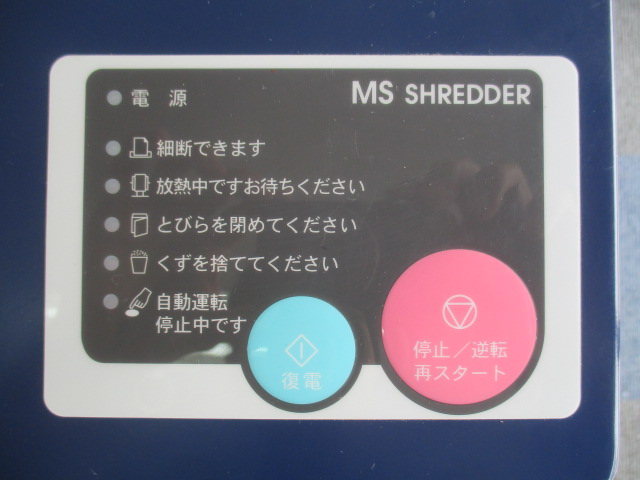 電 源
MS SHREDDER
細断できます
放熱中ですお待ちください
とびらを閉めてください
くずを捨ててください
自動運転
停止中です
復電
停止／逆転
再スタート